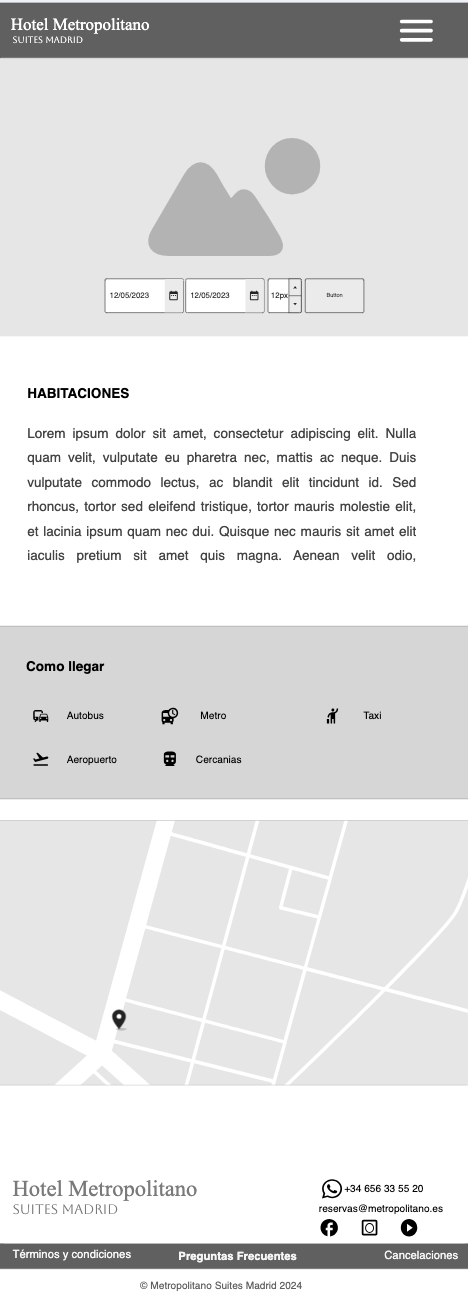 Hotel Metropolitano
SUITES MADRID
12/05/2023 12/05/2023 12px Button
HABITACIONES
Lorem ipsum dolor sit amet, consectetur adipiscing elit. Nulla
quam velit, vulputate eu pharetra nec, mattis ac neque. Duis
vulputate commodo lectus, ac blandit elit tincidunt id. Sed
rhoncus, tortor sed eleifend tristique, tortor mauris molestie elit,
et lacinia ipsum quam nec dui. Quisque nec mauris sit amet elit
iaculis pretium sit amet quis magna. Aenean velit odio,
Como llegar
Autobus Metro Taxi
Aeropuerto Cercanias
Hotel Metropolitano
SUITES MADRID
+34 656 33 55 20
reservas@metropolitano.es
Términos y condiciones Preguntas Frecuentes Cancelaciones
© Metropolitano Suites Madrid 2024